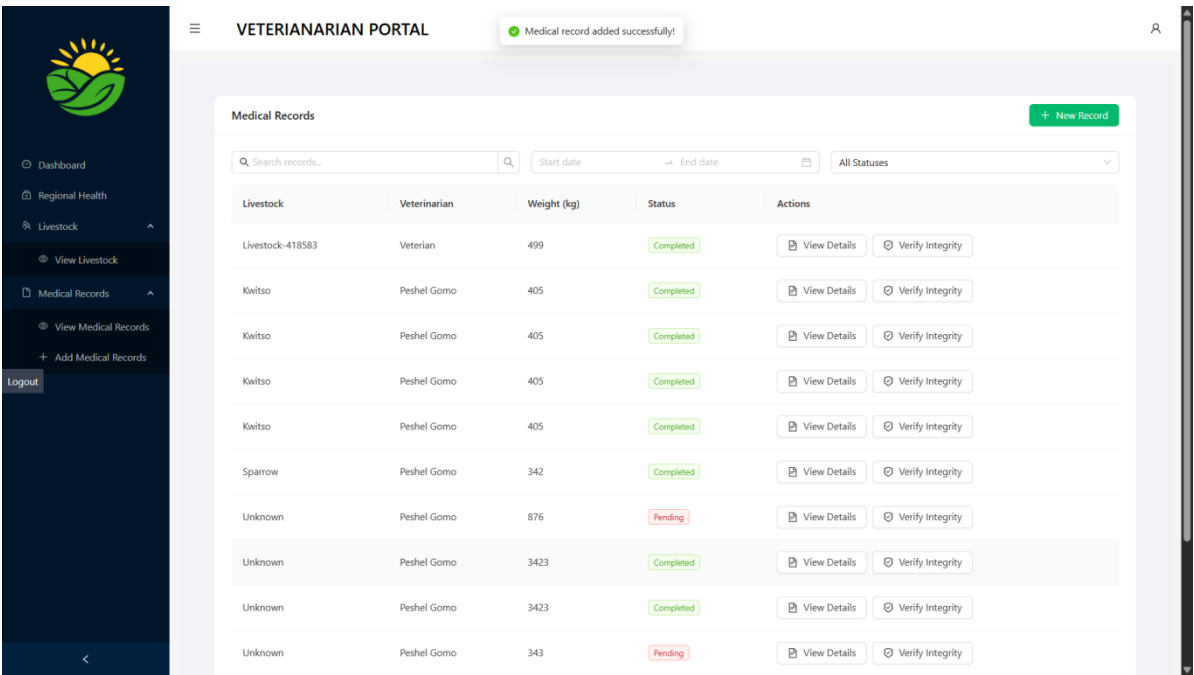 VETERIANARIAN PORTAL
Medical record added successfully!
Dashboard
Regional Health
Livestock
View Livestock
Medical Records
View Medical Records
+ Add Medical Records
Logout
Medical Records
+ New Record
Search records...
Start date → End date
All Statuses
Livestock Veterinarian Weight (kg) Status Actions
Livestock-418583 Veterian 499 Completed View Details Verify Integrity
Kwitso Peshel Gomo 405 Completed View Details Verify Integrity
Kwitso Peshel Gomo 405 Completed View Details Verify Integrity
Kwitso Peshel Gomo 405 Completed View Details Verify Integrity
Kwitso Peshel Gomo 405 Completed View Details Verify Integrity
Sparrow Peshel Gomo 342 Completed View Details Verify Integrity
Unknown Peshel Gomo 876 Pending View Details Verify Integrity
Unknown Peshel Gomo 3423 Completed View Details Verify Integrity
Unknown Peshel Gomo 3423 Completed View Details Verify Integrity
Unknown Peshel Gomo 343 Pending View Details Verify Integrity